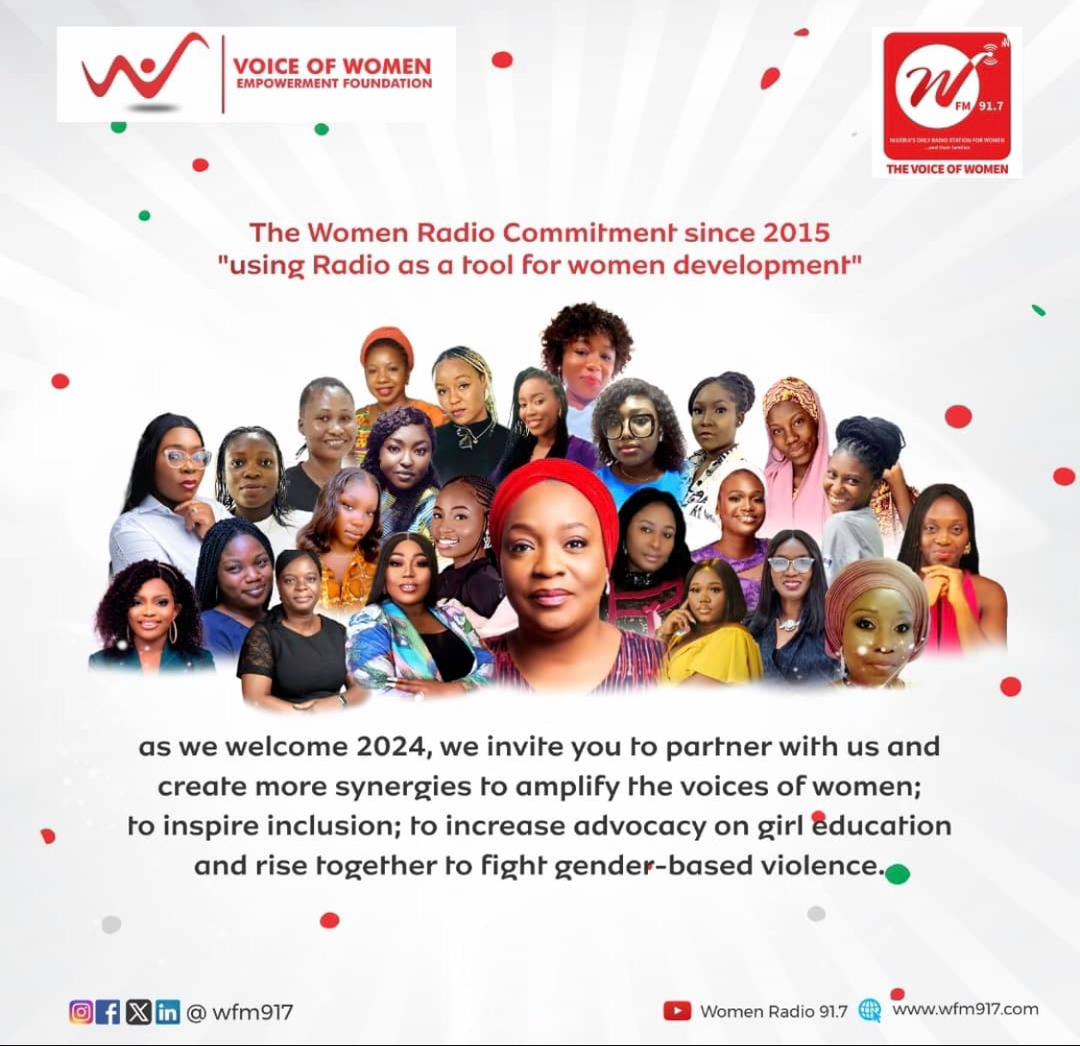 VOICE OF WOMEN
EMPOWERMENT FOUNDATION
W
FM 91.7
NIGERIA'S ONLY RADIO STATION FOR WOMEN
...and their families
THE VOICE OF WOMEN
The Women Radio Commitment since 2015
"using Radio as a tool for women development"
as we welcome 2024, we invite you to partner with us and
create more synergies to amplify the voices of women;
to inspire inclusion; to increase advocacy on girl education
and rise together to fight gender-based violence.
@ wfm917
Women Radio 91.7
www.wfm917.com